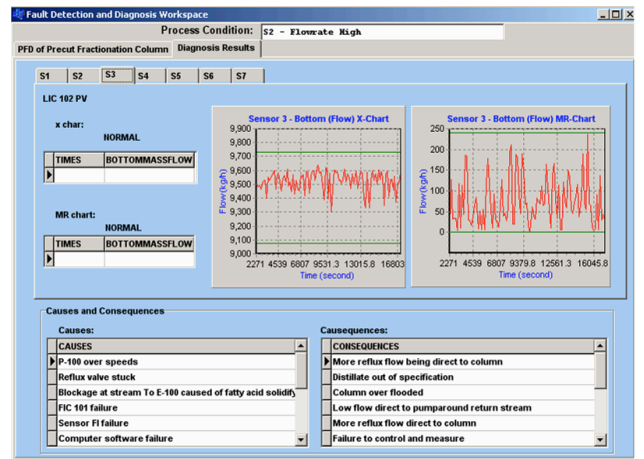 Fault Detection and Diagnosis Workspace
Process Condition: S2 - Flowrate High
PFD of Precut Fractionation Column Diagnosis Results
S1 S2 S3 S4 S5 S6 S7
LIC 102 PV
x char:
NORMAL
TIMES BOTTOMMASSFLOW
MR chart:
NORMAL
TIMES BOTTOMMASSFLOW
Sensor 3 - Bottom (Flow) X-Chart
9,900
9,800
9,700
9,600
9,500
9,400
9,300
9,200
9,100
9,000
Flow(kg/h)
2271 4539 6807 9531.3 13015.8 16803
Time (second)
Sensor 3 - Bottom (Flow) MR-Chart
250
200
150
100
50
0
Flow(kg/h)
2271 4539 6807 9379.8 12561.3 16045.8
Time (second)
Causes and Consequences
Causes:
CAUSES
P-100 over speeds
Reflux valve stuck
Blockage at stream To E-100 caused of fatty acid solidify
FIC 101 failure
Sensor FI failure
Computer software failure
Causequences:
CONSEQUENCES
More reflux flow being direct to column
Distillate out of specification
Column over flooded
Low flow direct to pumparound return stream
More reflux flow direct to column
Failure to control and measure